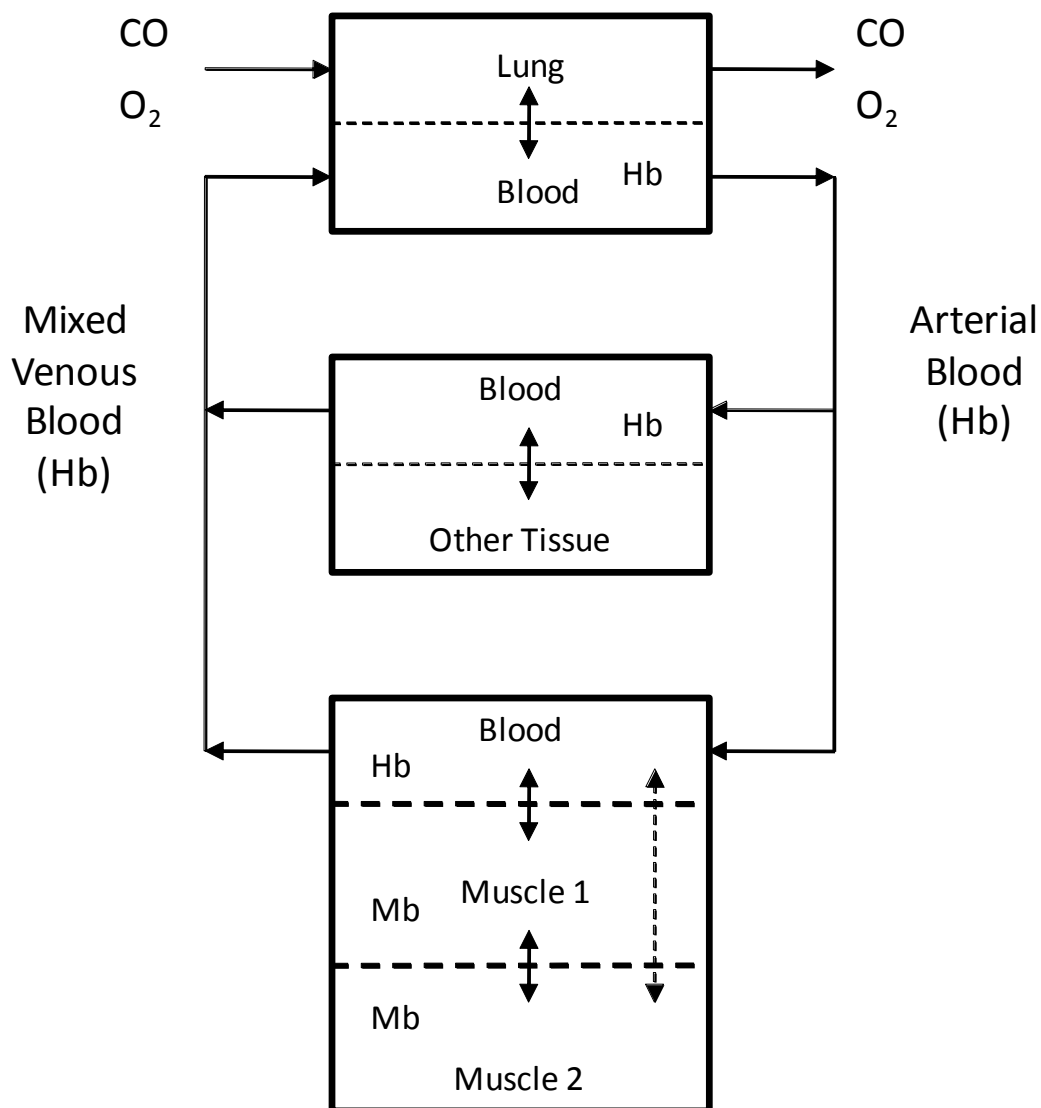 CO
O₂
Lung
Blood
Hb
CO
O₂
Mixed
Venous
Blood
(Hb)
Arterial
Blood
(Hb)
Blood
Hb
Other Tissue
Blood
Hb
Muscle 1
Mb
Mb
Muscle 2